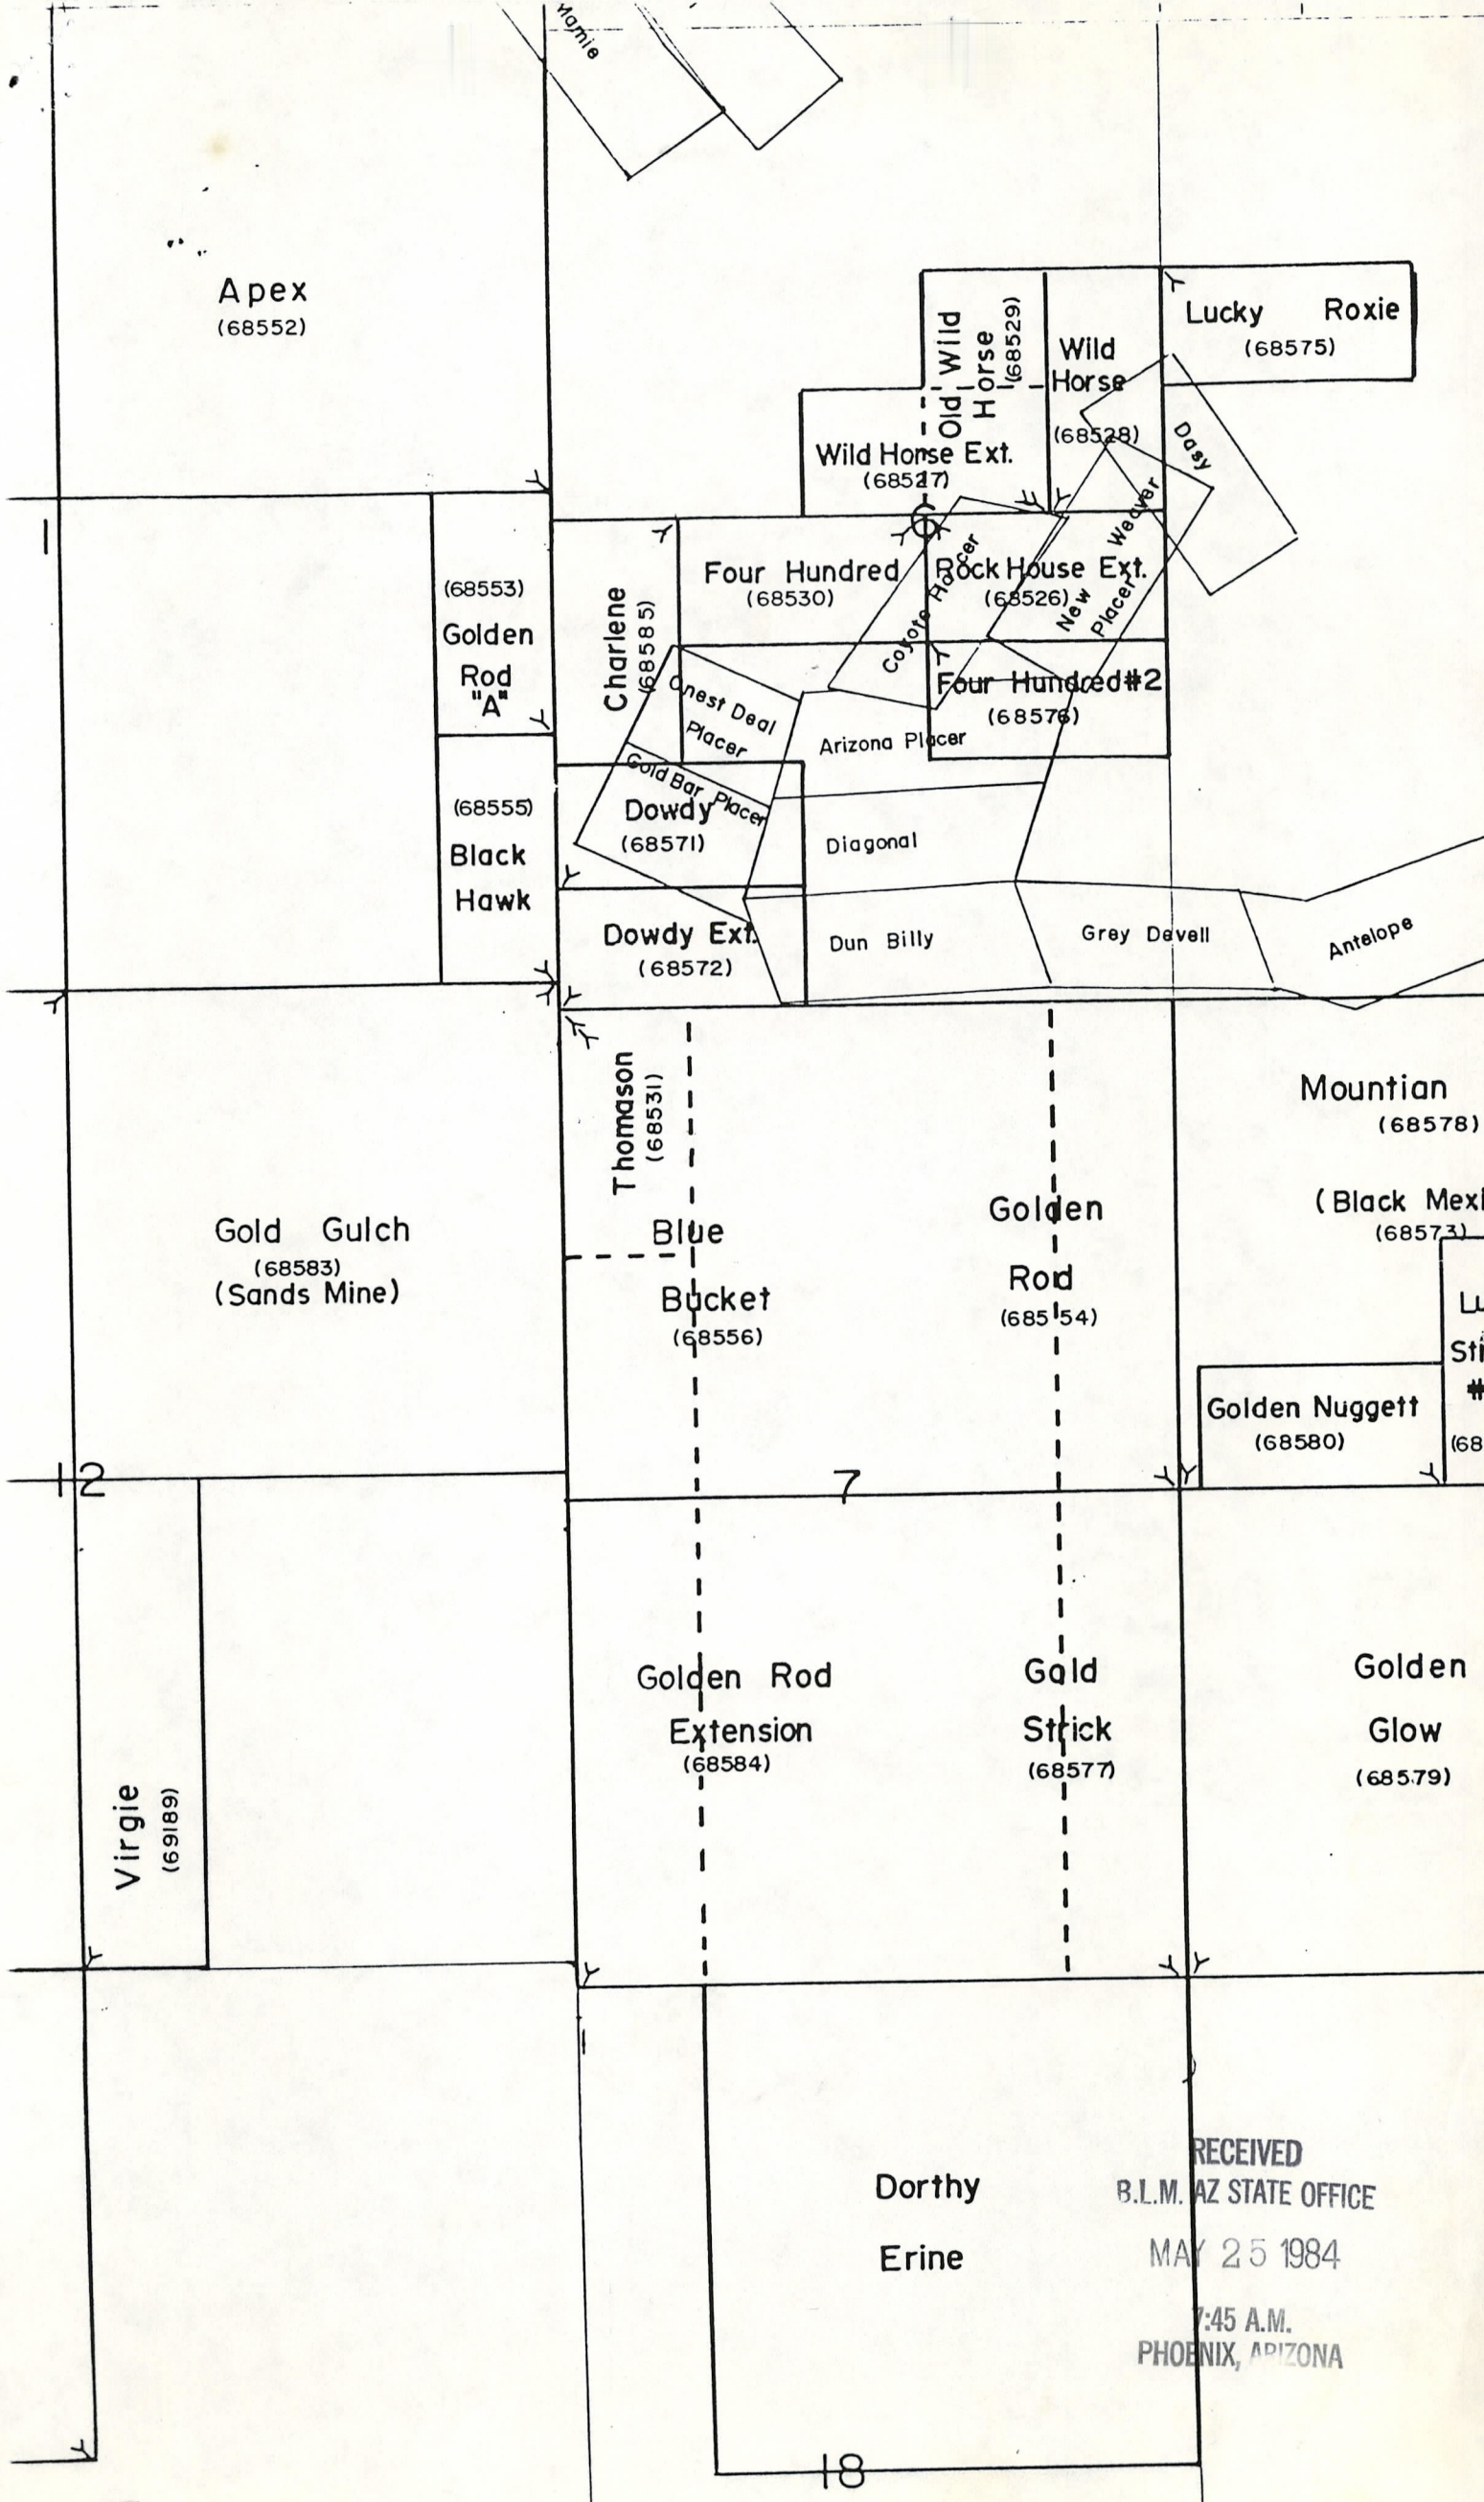 Mamie
Apex
(68552)
Old Wild
Horse
(68529)
Wild
Horse
(68528)
Lucky Roxie
(68575)
Wild Horse Ext.
(68527)
Dasy
1
(68553)
Golden
Rod
"A"
Charlene
(68585)
Four Hundred
(68530)
Coyote Placer
Rock House Ext.
(68526)
New Weaver
Placer
Four Hundred #2
(68576)
Onest Deal
Placer
Arizona Placer
Gold Bar Placer
Dowdy
(68571)
(68555)
Black
Hawk
Diagonal
Dowdy Ext.
(68572)
Dun Billy
Grey Devell
Antelope
Thomason
(68531)
Mountian
(68578)
Gold Gulch
(68583)
(Sands Mine)
Blue
Bucket
(68556)
Golden
Rod
(68554)
(Black Mexi
(68573)
Lu
Sti
#
(68
Golden Nuggett
(68580)
12
7
Golden Rod
Extension
(68584)
Gold
Strick
(68577)
Golden
Glow
(68579)
Virgie
(69189)
Dorthy
Erine
RECEIVED
B.L.M. AZ STATE OFFICE
MAY 25 1984
7:45 A.M.
PHOENIX, ARIZONA
18